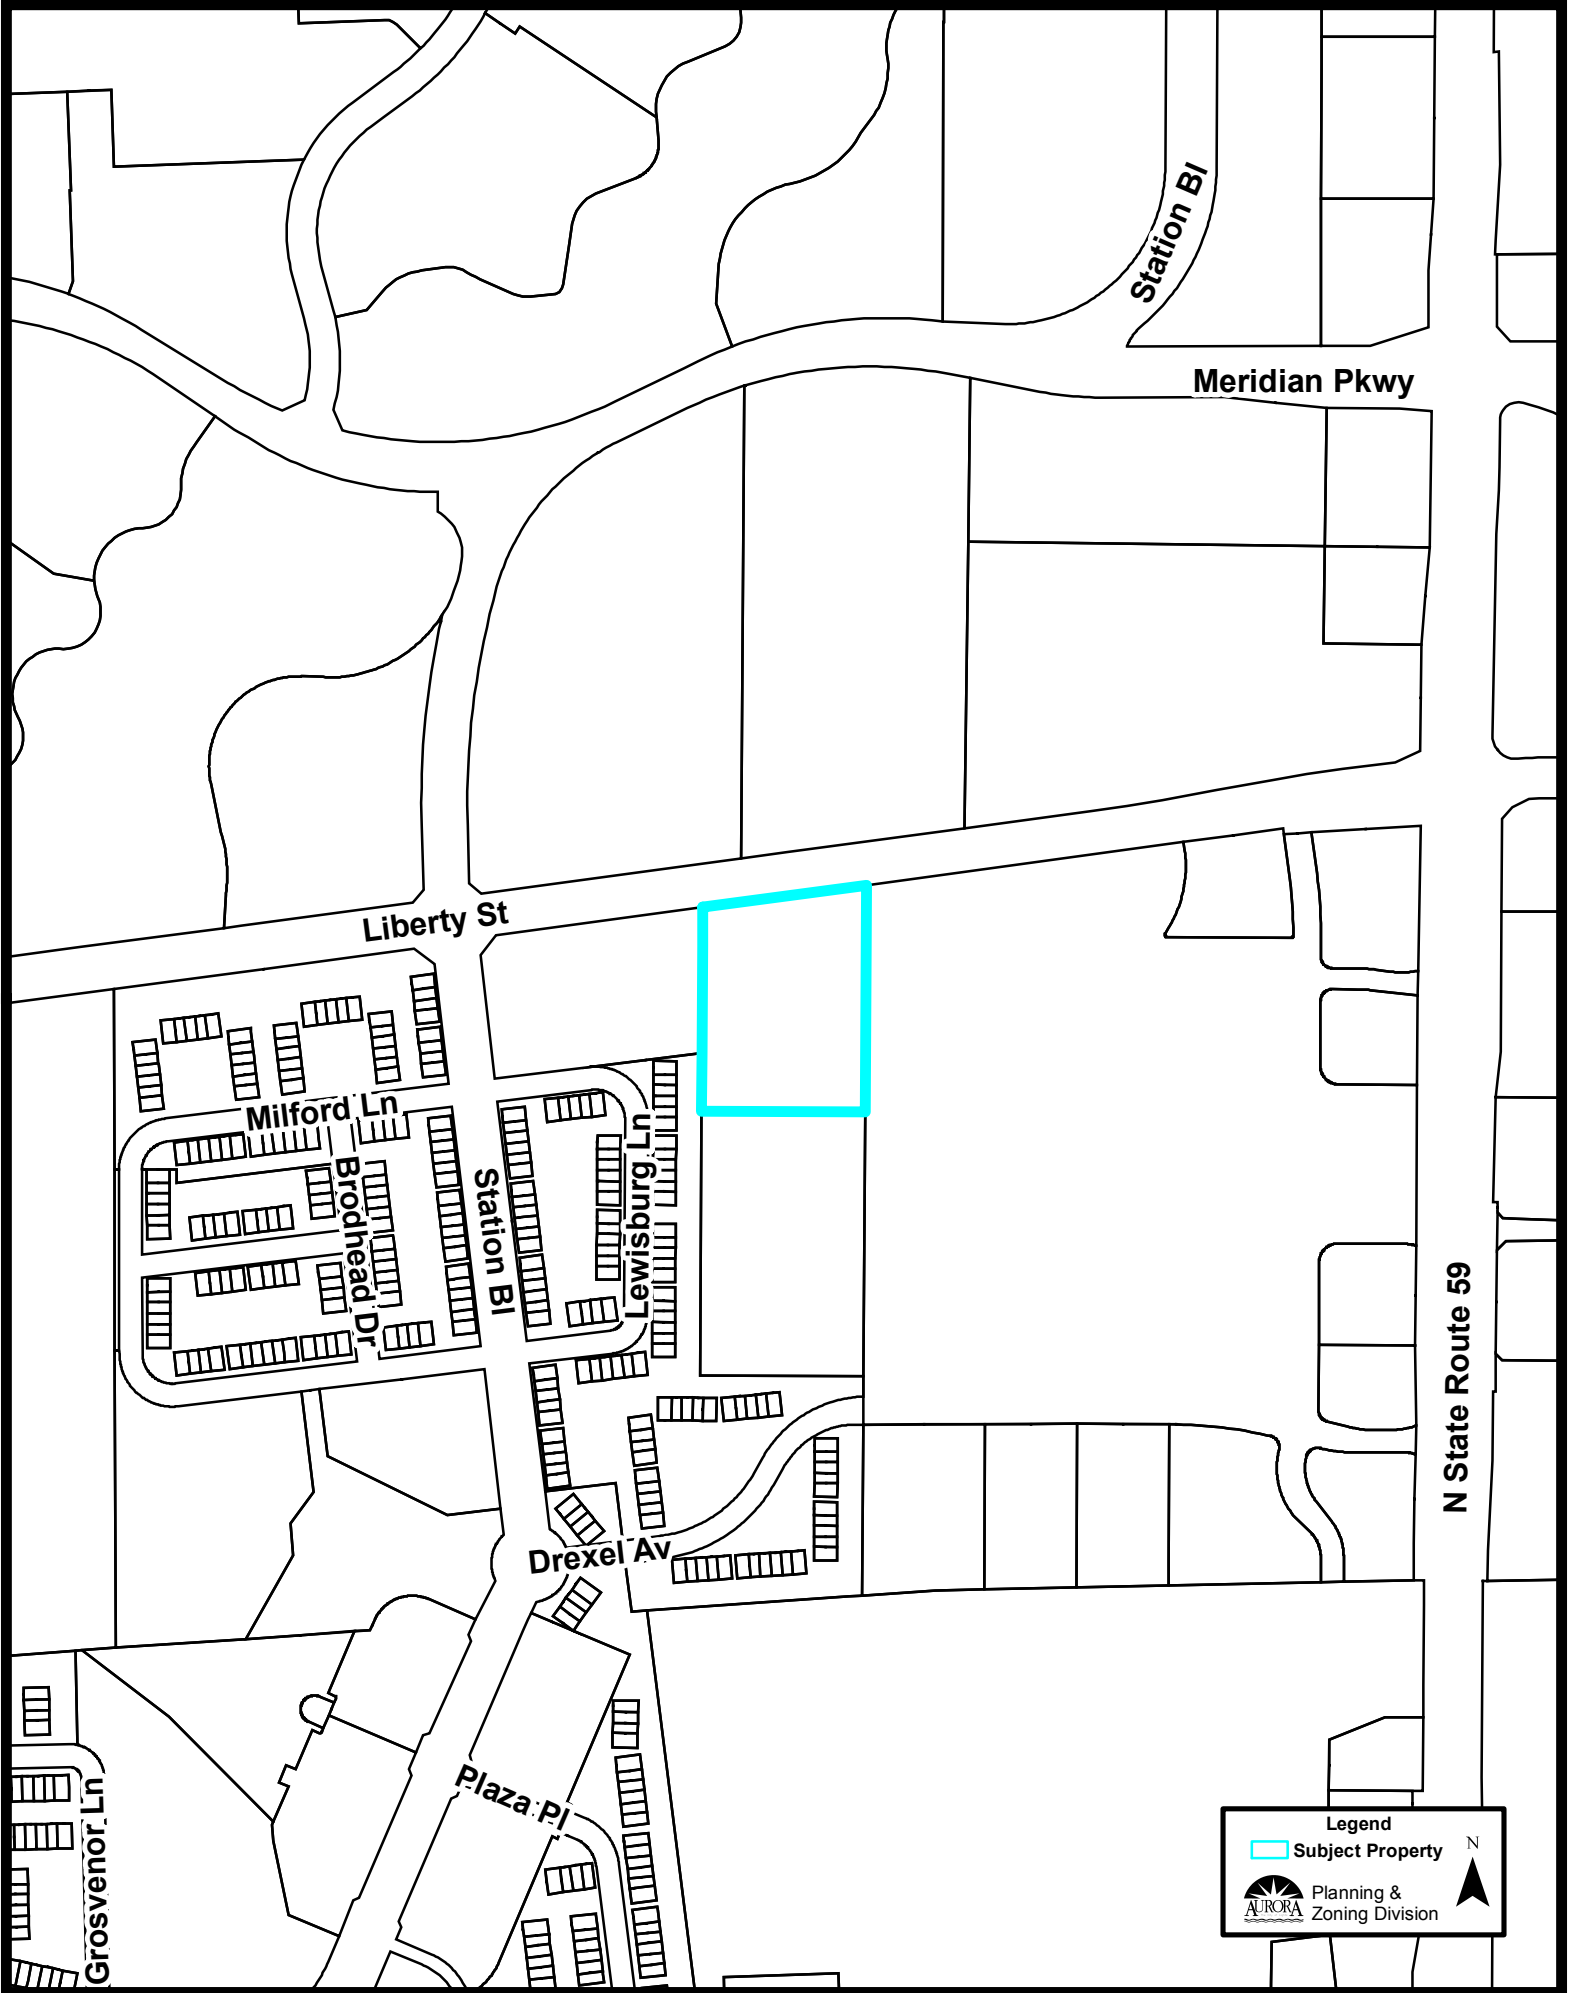 Station Bl
Meridian Pkwy
Liberty St
Milford Ln
Brodhead Dr
Station Bl
Lewisburg Ln
N State Route 59
Drexel Av
Plaza Pl
Grosvenor Ln
Legend
Subject Property
N
AURORA
Planning &
Zoning Division